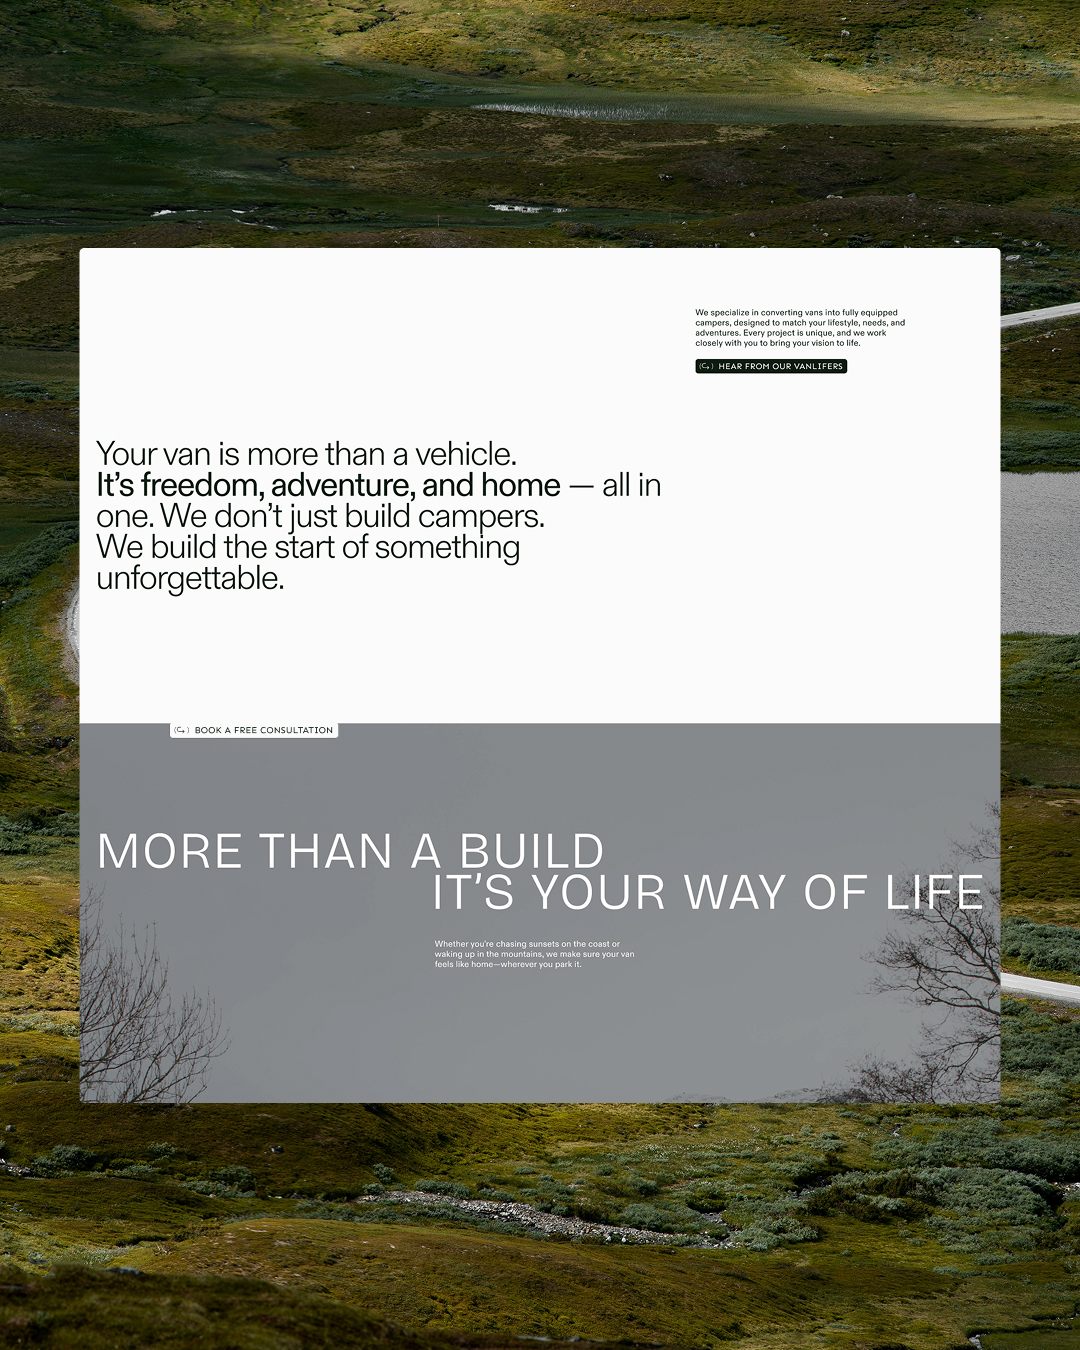 We specialize in converting vans into fully equipped
campers, designed to match your lifestyle, needs, and
adventures. Every project is unique, and we work
closely with you to bring your vision to life.
HEAR FROM OUR VANLIFERS
Your van is more than a vehicle.
It’s freedom, adventure, and home — all in
one. We don’t just build campers.
We build the start of something
unforgettable.
BOOK A FREE CONSULTATION
MORE THAN A BUILD
IT’S YOUR WAY OF LIFE
Whether you're chasing sunsets on the coast or
waking up in the mountains, we make sure your van
feels like home—wherever you park it.